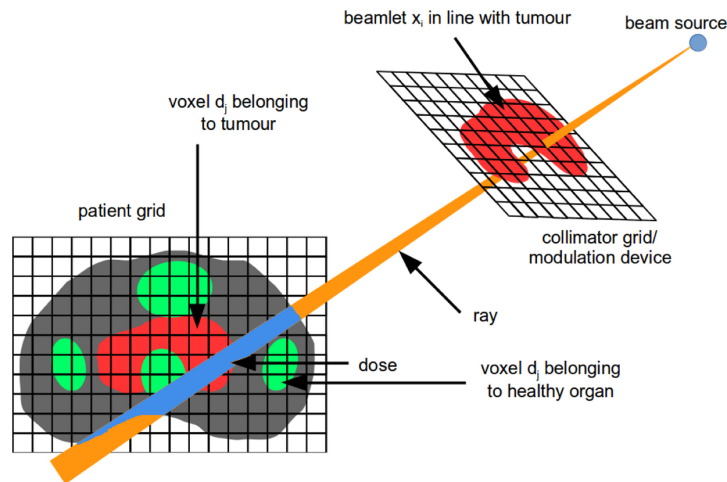 beamlet xᵢ in line with tumour
beam source
voxel dⱼ belonging
to tumour
patient grid
collimator grid/
modulation device
ray
dose
voxel dⱼ belonging
to healthy organ